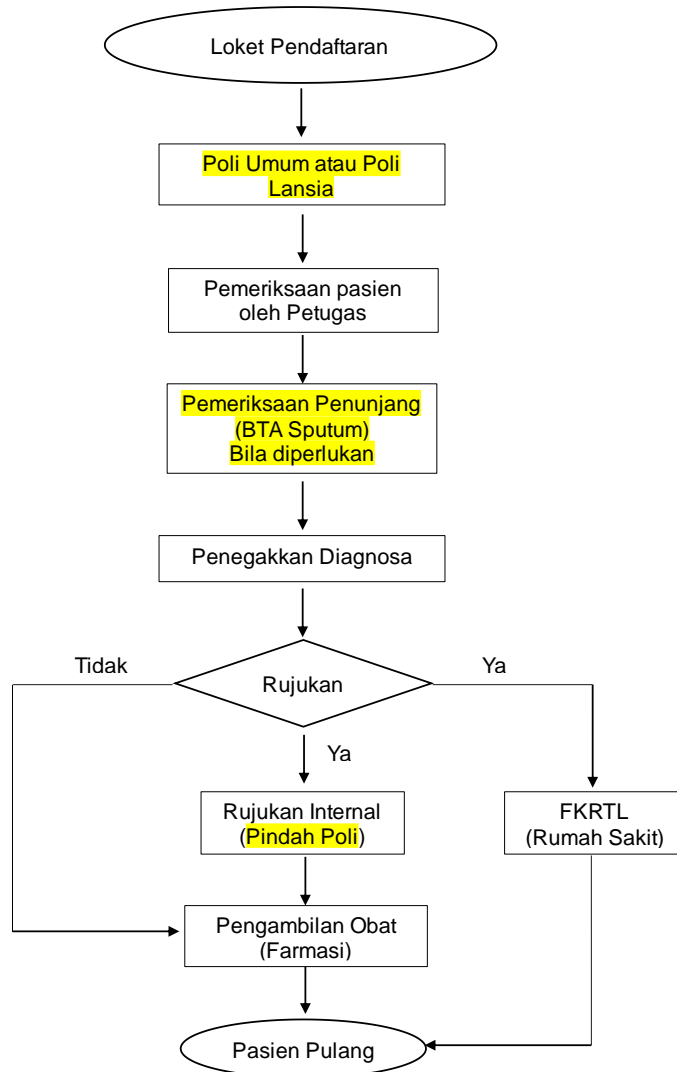 Loket Pendaftaran
Poli Umum atau Poli
Lansia
Pemeriksaan pasien
oleh Petugas
Pemeriksaan Penunjang
(BTA Sputum)
Bila diperlukan
Penegakkan Diagnosa
Tidak
Rujukan
Ya
Ya
Rujukan Internal
(Pindah Poli)
FKRTL
(Rumah Sakit)
Pengambilan Obat
(Farmasi)
Pasien Pulang